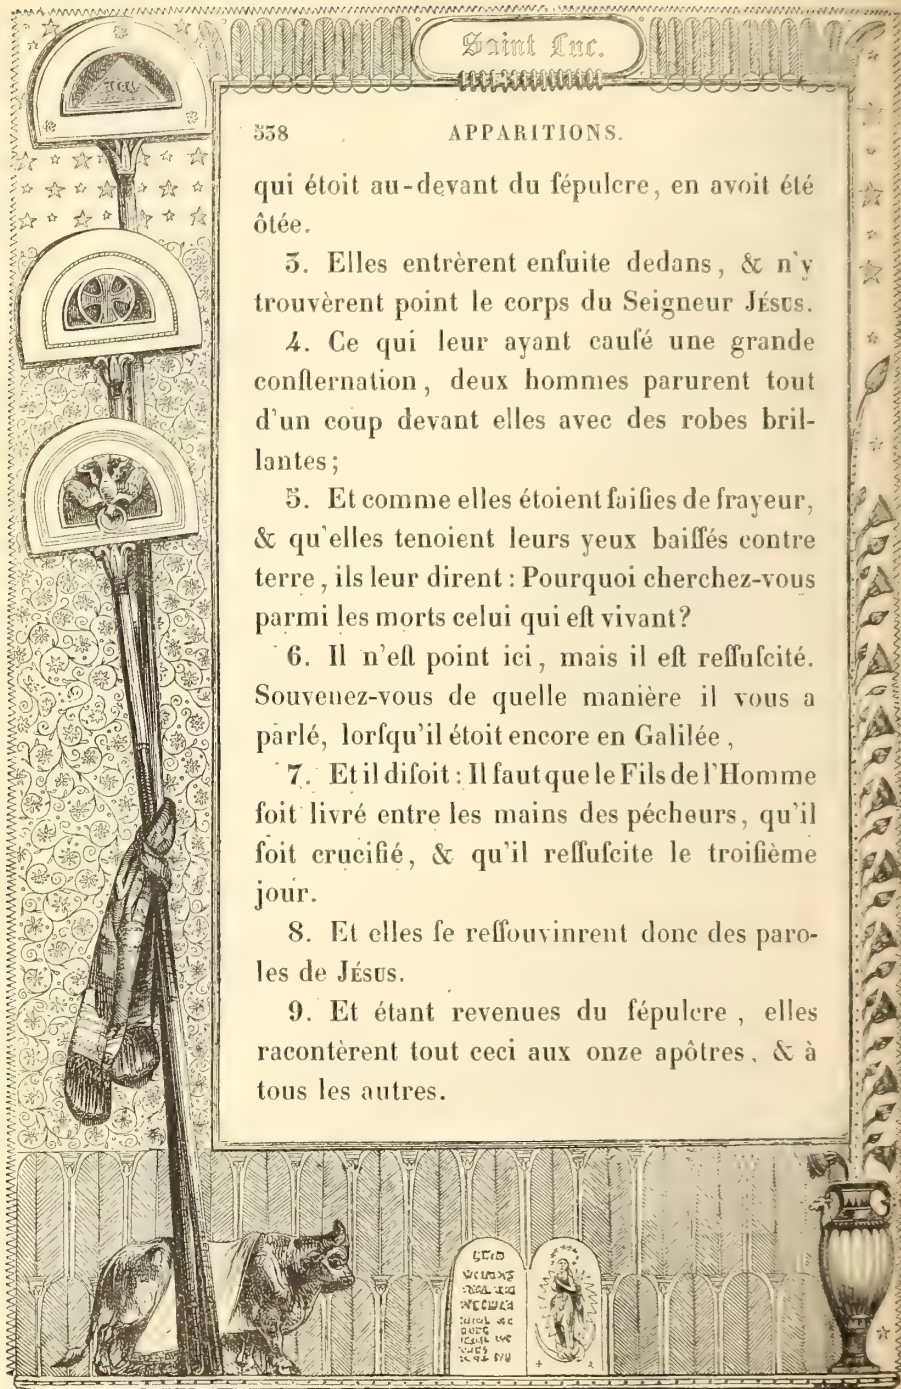 Saint Luc.
538 APPARITIONS.
qui étoit au-devant du ſépulcre, en avoit été
ôtée.
3. Elles entrèrent enſuite dedans, & n'y
trouvèrent point le corps du Seigneur JÉSUS.
4. Ce qui leur ayant cauſé une grande
conſternation, deux hommes parurent tout
d'un coup devant elles avec des robes bril-
lantes;
5. Et comme elles étoient ſaiſies de frayeur,
& qu'elles tenoient leurs yeux baiſſés contre
terre, ils leur dirent : Pourquoi cherchez-vous
parmi les morts celui qui eſt vivant?
6. Il n'eſt point ici, mais il eſt reſſuſcité.
Souvenez-vous de quelle manière il vous a
parlé, lorſqu'il étoit encore en Galilée,
7. Et il diſoit : Il faut que le Fils de l'Homme
ſoit livré entre les mains des pécheurs, qu'il
ſoit crucifié, & qu'il reſſuſcite le troiſième
jour.
8. Et elles ſe reſſouvinrent donc des paro-
les de JÉSUS.
9. Et étant revenues du ſépulcre, elles
racontèrent tout ceci aux onze apôtres, & à
tous les autres.